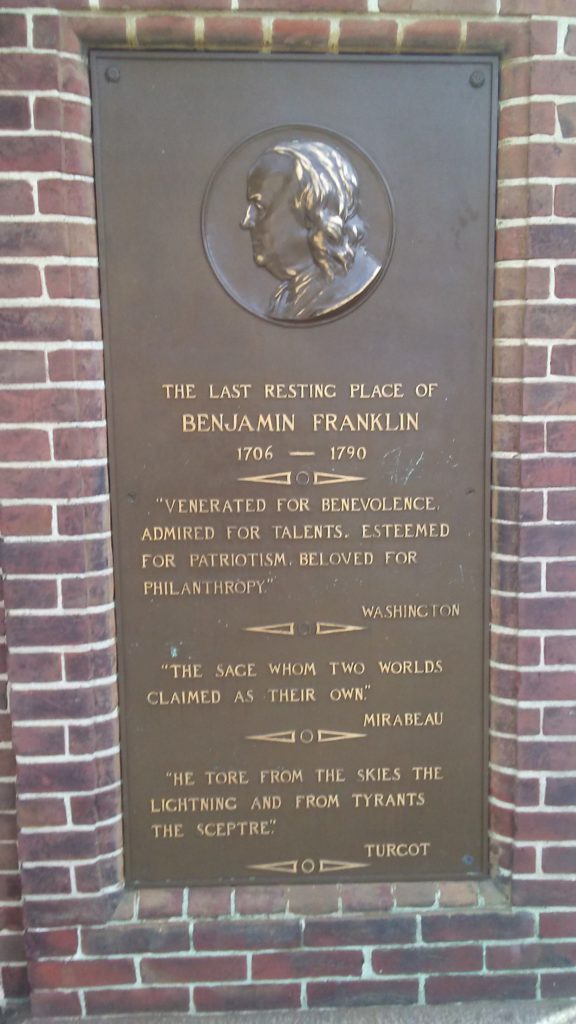 THE LAST RESTING PLACE OF
BENJAMIN FRANKLIN
1706 — 1790
"VENERATED FOR BENEVOLENCE,
ADMIRED FOR TALENTS, ESTEEMED
FOR PATRIOTISM, BELOVED FOR
PHILANTHROPY."
WASHINGTON
"THE SAGE WHOM TWO WORLDS
CLAIMED AS THEIR OWN."
MIRABEAU
"HE TORE FROM THE SKIES THE
LIGHTNING AND FROM TYRANTS
THE SCEPTRE."
TURGOT